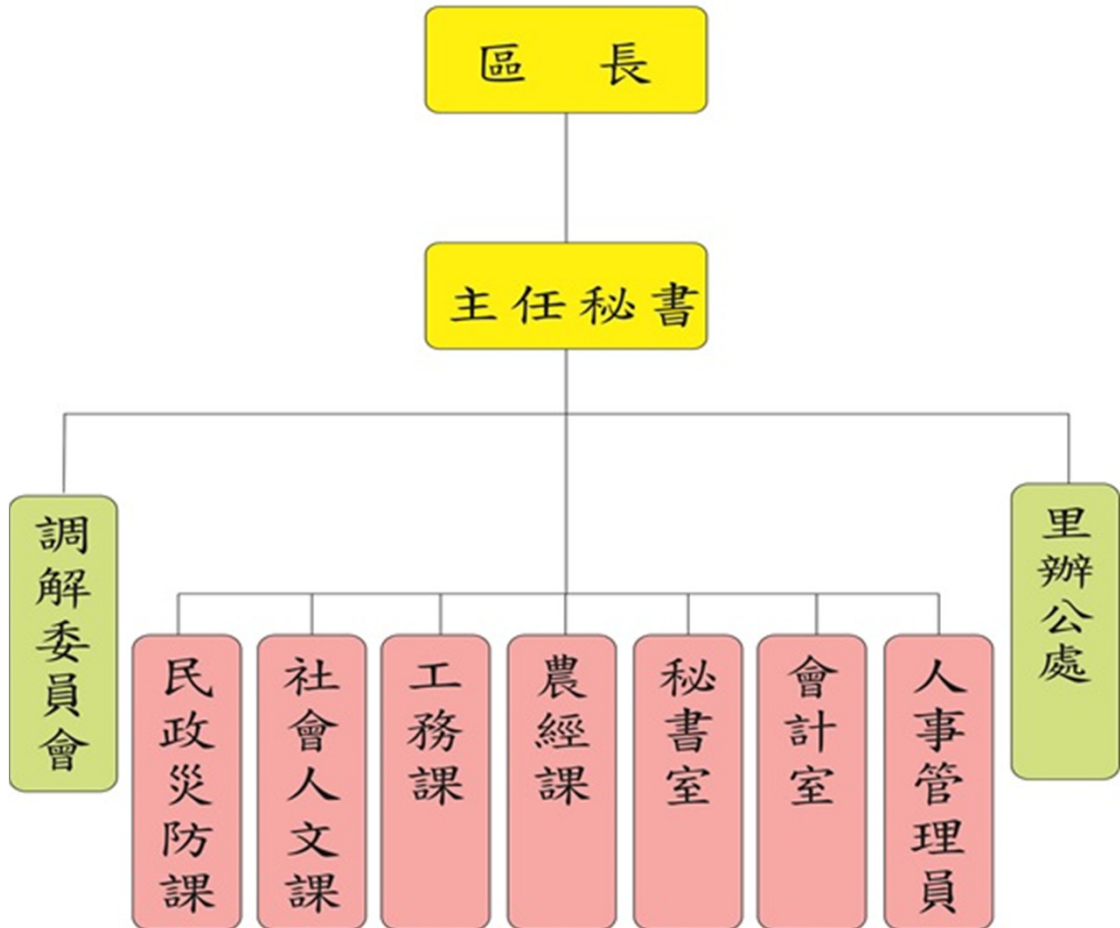 區 長
主任秘書
調解委員會
里辦公處
民政災防課
社會人文課
工務課
農經課
秘書室
會計室
人事管理員